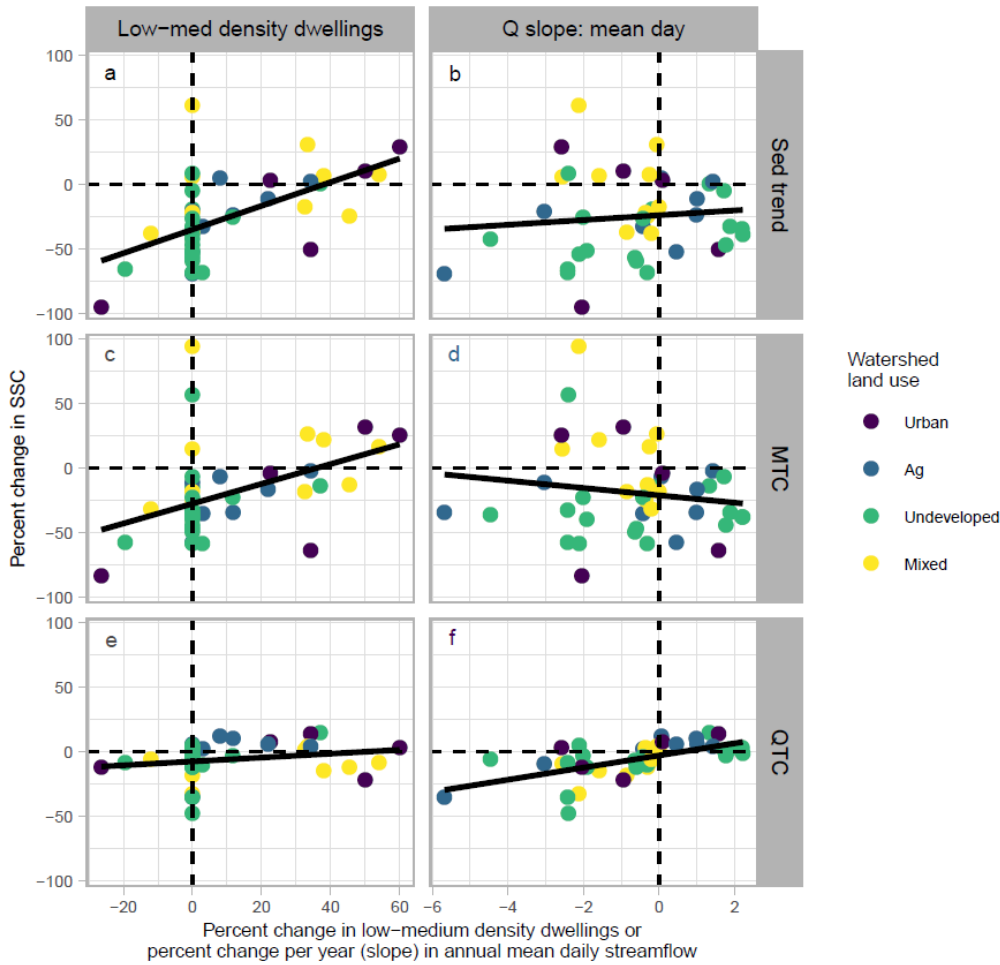 Low−med density dwellings
Q slope: mean day
100
50
0
−50
−100
a
b
Sed trend
100
50
0
−50
−100
c
d
MTC
100
50
0
−50
−100
e
f
QTC
Percent change in SSC
−20
0
20
40
60
−6
−4
−2
0
2
Percent change in low−medium density dwellings or
percent change per year (slope) in annual mean daily streamflow
Watershed
land use
Urban
Ag
Undeveloped
Mixed